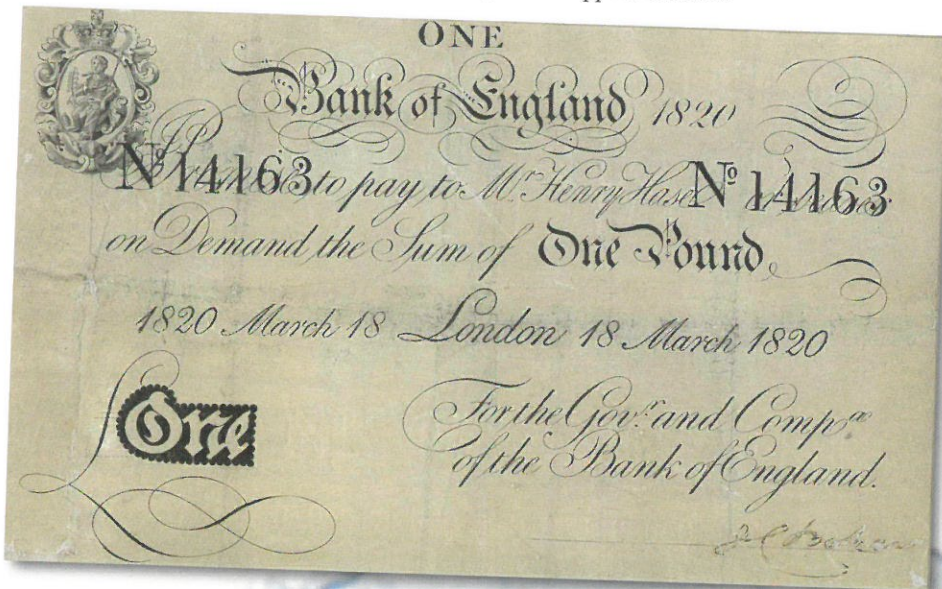 ONE
Bank of England 1820
Nº 14163 to pay to Mr. Henry Hase Nº 14163
on Demand the Sum of One Pound
1820 March 18 London 18 March 1820
One
For the Govr. and Compa.
of the Bank of England.